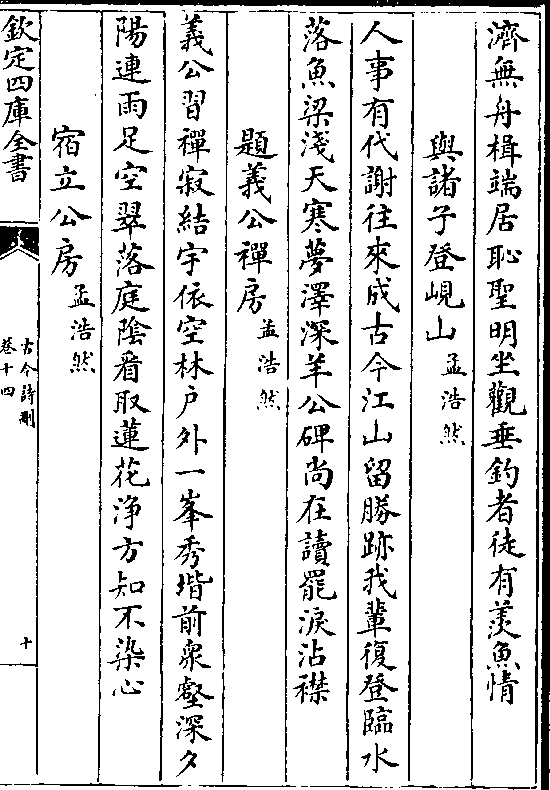 濟無舟楫端居恥聖明坐觀垂釣者徒有羨魚情
與諸子登峴山 孟浩然
人事有代謝往來成古今江山留勝跡我輩復登臨水
落魚梁淺天寒夢澤深羊公碑尚在讀罷淚沾襟
題義公禪房 孟浩然
義公習禪寂結宇依空林戶外一峯秀堦前衆壑深夕
陽連雨足空翠落庭陰看取蓮花浄方知不染心
宿立公房 孟浩然
欽定四庫全書
古今詩刪
卷十四
十